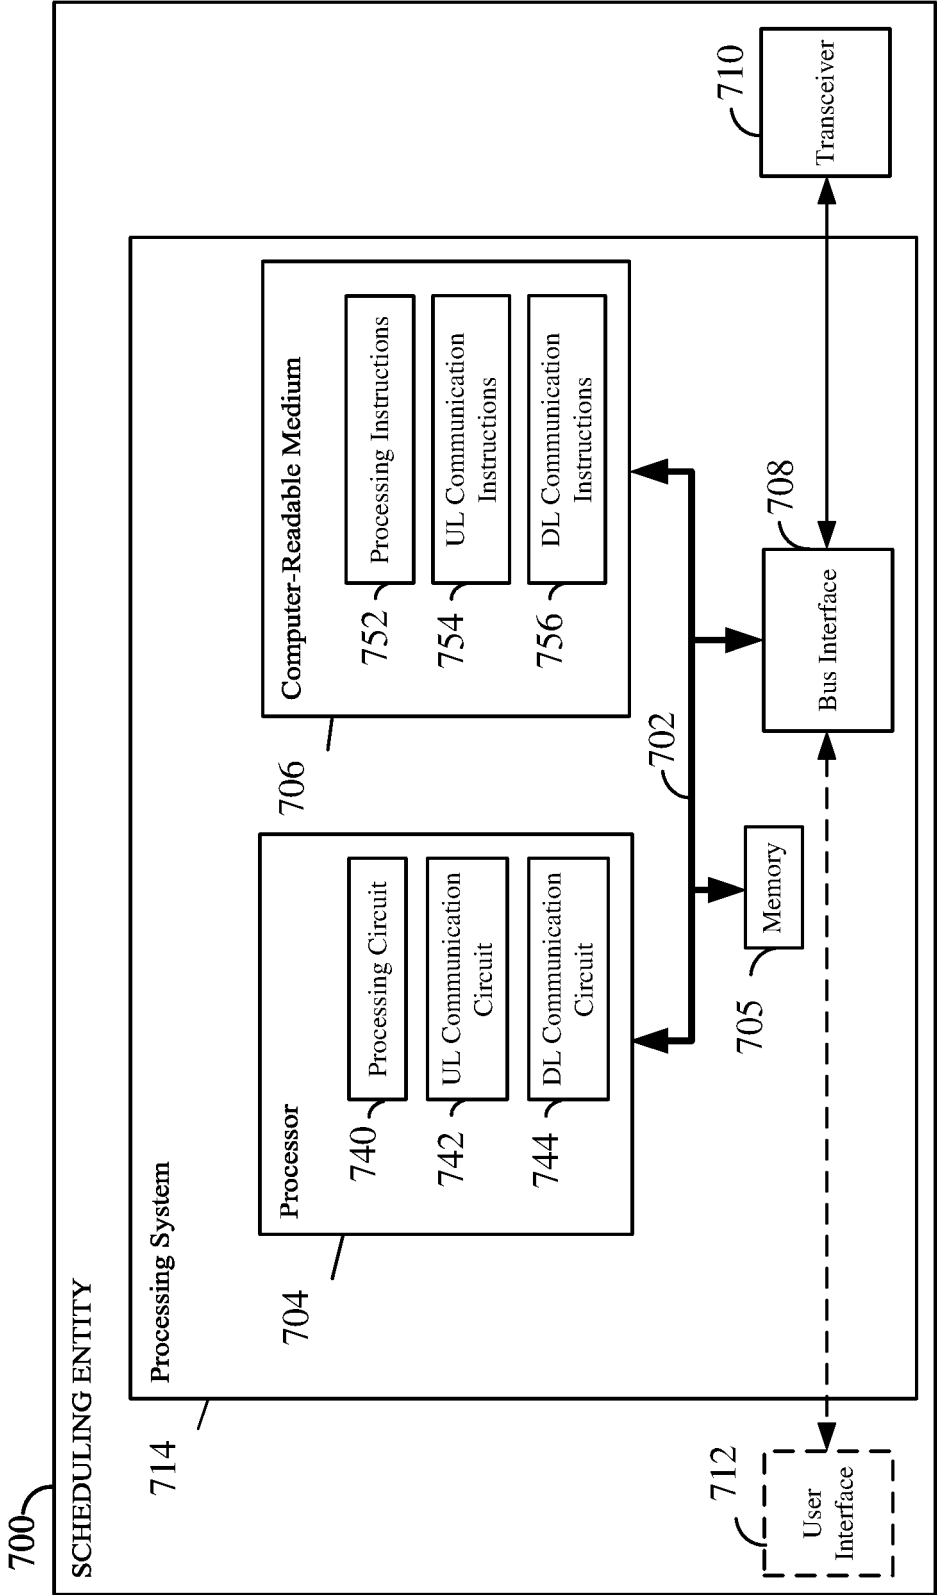 700
SCHEDULING ENTITY
714
Processing System
704
Processor
740
Processing Circuit
742
UL Communication
Circuit
744
DL Communication
Circuit
706
Computer-Readable Medium
752
Processing Instructions
754
UL Communication
Instructions
756
DL Communication
Instructions
702
705
Memory
708
Bus Interface
712
User
Interface
710
Transceiver